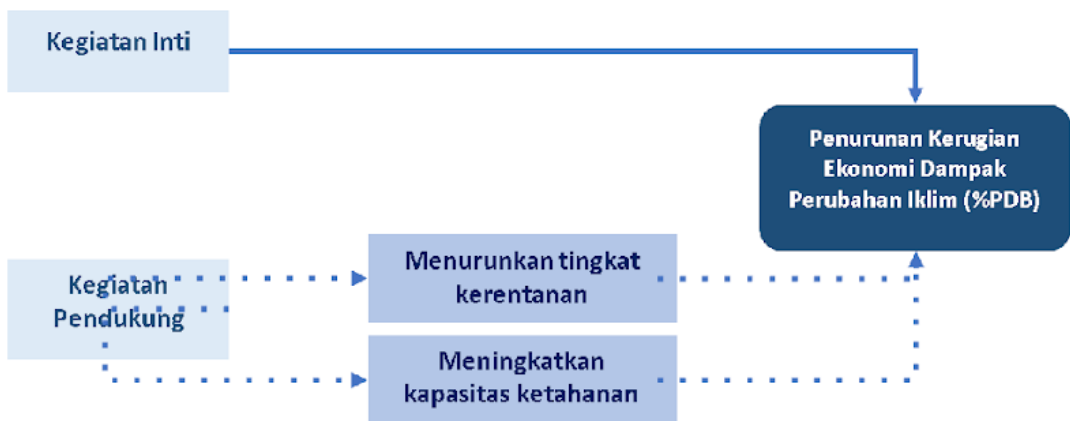 Kegiatan Inti
Penurunan Kerugian
Ekonomi Dampak
Perubahan Iklim (%PDB)
Kegiatan
Pendukung
Menurunkan tingkat
kerentanan
Meningkatkan
kapasitas ketahanan